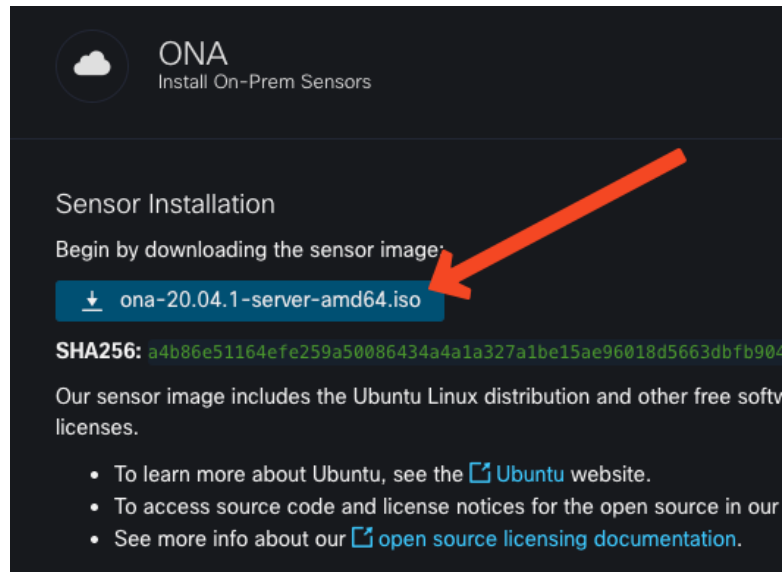 ONA
Install On-Prem Sensors
Sensor Installation
Begin by downloading the sensor image:
ona-20.04.1-server-amd64.iso
SHA256: a4b86e51164efe259a50086434a4a1a327a1be15ae96018d5663dbfb904
Our sensor image includes the Ubuntu Linux distribution and other free softw
licenses.
• To learn more about Ubuntu, see the Ubuntu website.
• To access source code and license notices for the open source in our
• See more info about our open source licensing documentation.